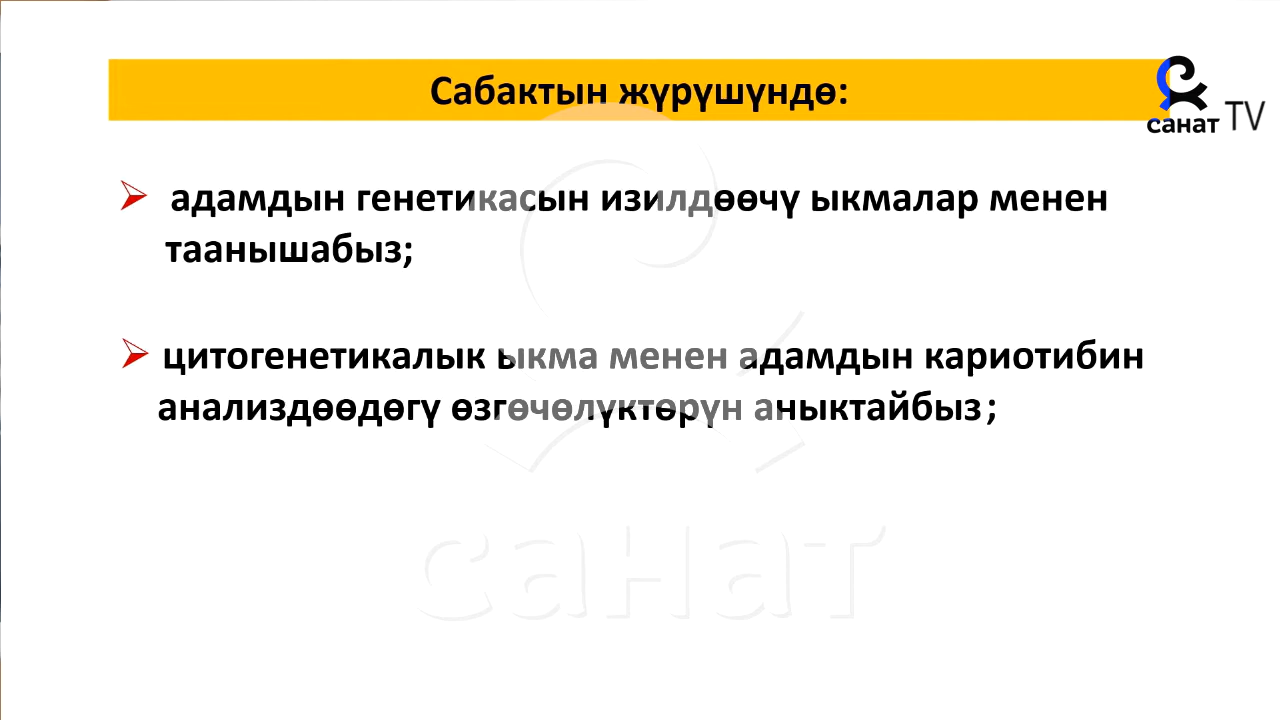 Сабактын жүрүшүндө:
санат TV
адамдын генетикасын изилдөөчү ыкмалар менен
таанышабыз;
цитогенетикалык ыкма менен адамдын кариотибин
анализдөөдөгү өзгөчөлүктөрүн аныктайбыз;
санат